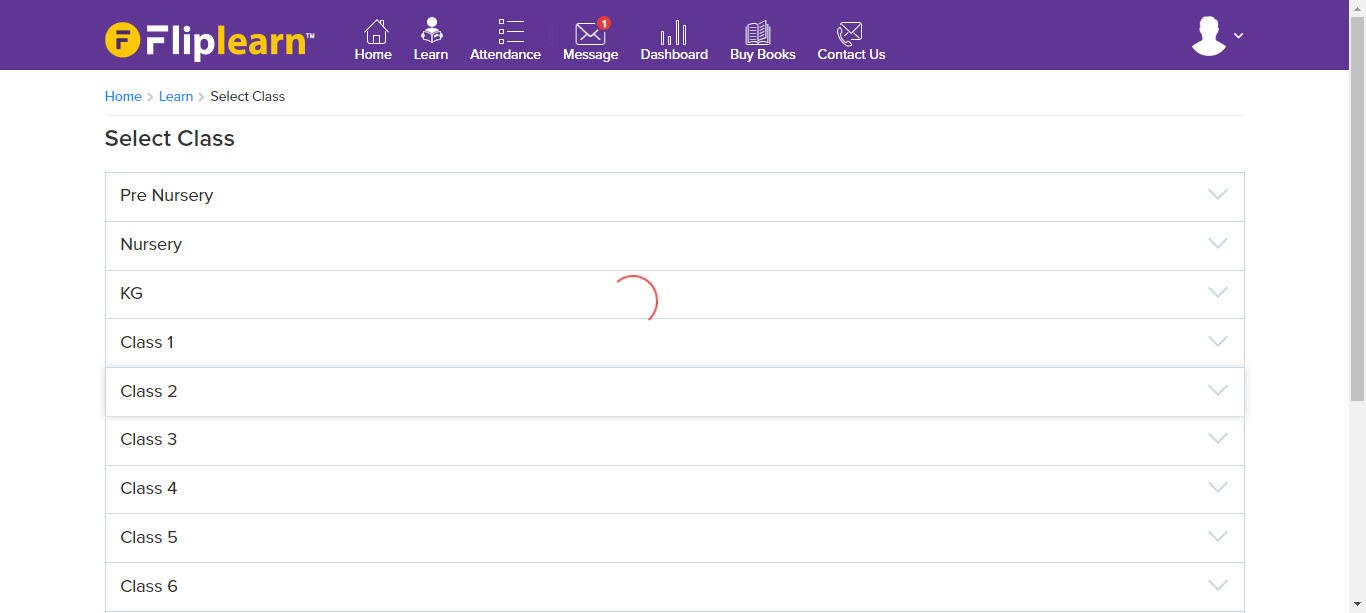 Fliplearn™
1
Home Learn Attendance Message Dashboard Buy Books Contact Us
Home > Learn > Select Class
Select Class
Pre Nursery
Nursery
KG
Class 1
Class 2
Class 3
Class 4
Class 5
Class 6